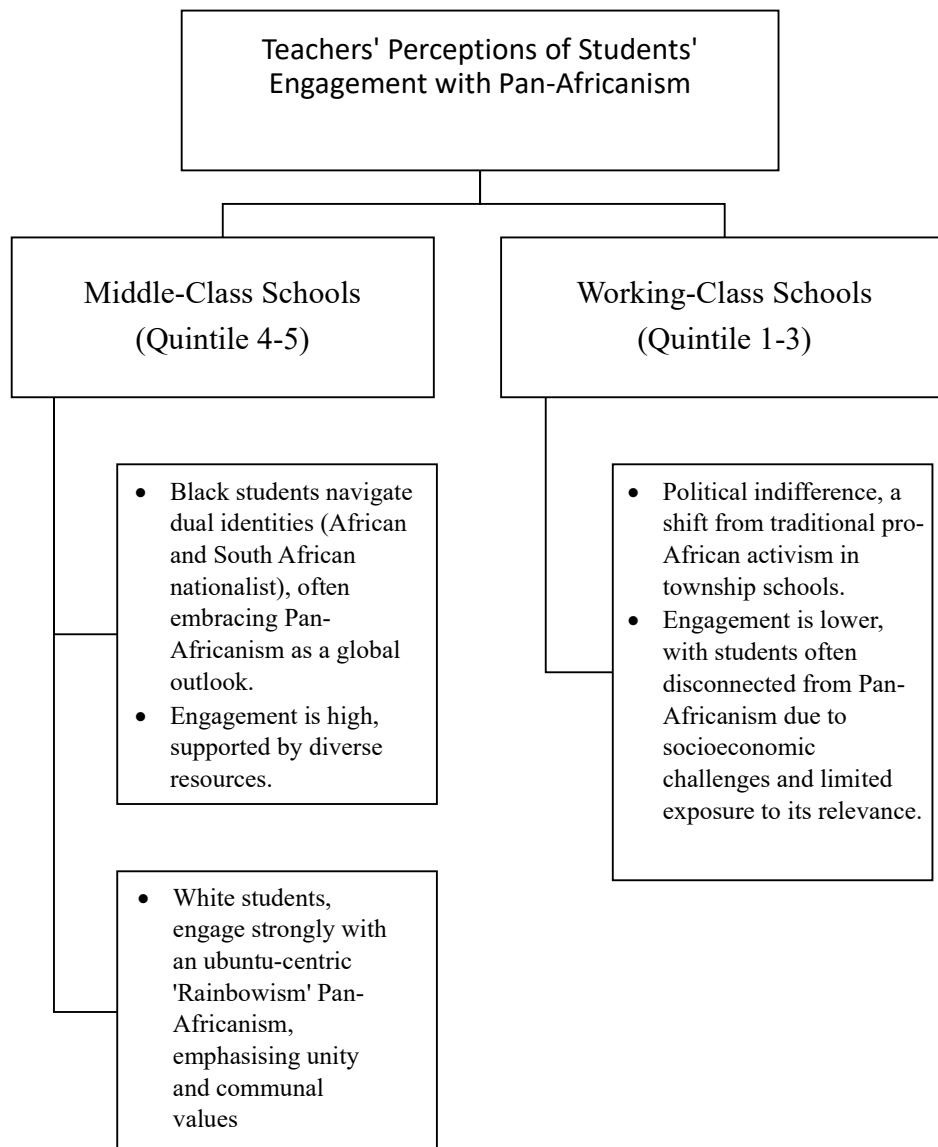 Teachers' Perceptions of Students'
Engagement with Pan-Africanism
Middle-Class Schools
(Quintile 4-5)
• Black students navigate
dual identities (African
and South African
nationalist), often
embracing Pan-
Africanism as a global
outlook.
• Engagement is high,
supported by diverse
resources.
• White students,
engage strongly with
an ubuntu-centric
'Rainbowism' Pan-
Africanism,
emphasising unity
and communal
values
Working-Class Schools
(Quintile 1-3)
• Political indifference, a
shift from traditional pro-
African activism in
township schools.
• Engagement is lower,
with students often
disconnected from Pan-
Africanism due to
socioeconomic
challenges and limited
exposure to its relevance.